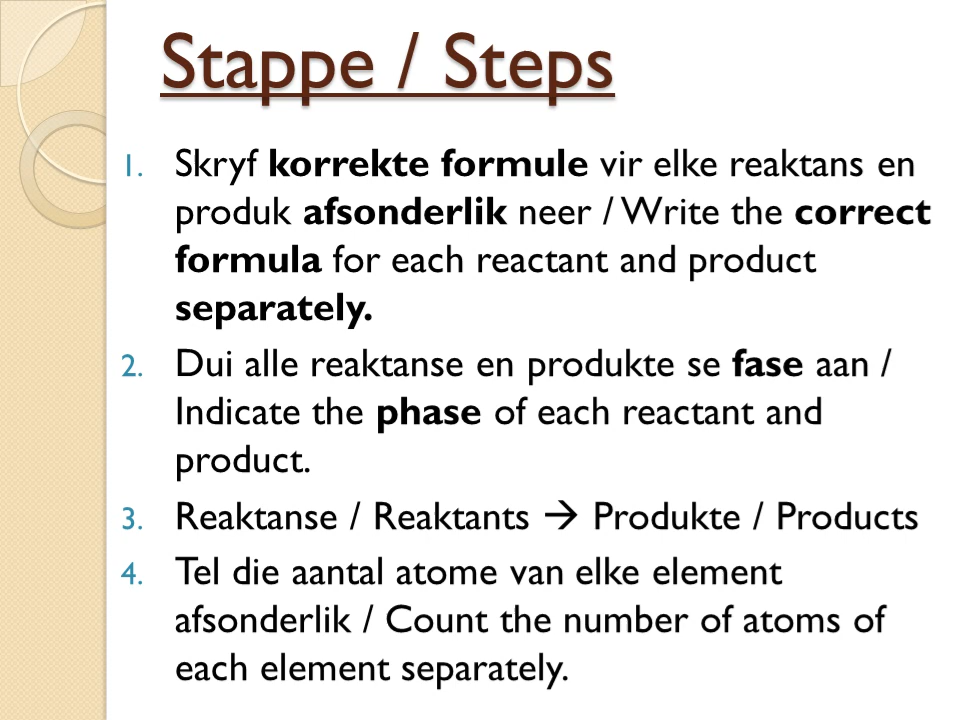 Stappe / Steps
1. Skryf korrekte formule vir elke reaktans en
produk afsonderlik neer / Write the correct
formula for each reactant and product
separately.
2. Dui alle reaktanse en produkte se fase aan /
Indicate the phase of each reactant and
product.
3. Reaktanse / Reaktants → Produkte / Products
4. Tel die aantal atome van elke element
afsonderlik / Count the number of atoms of
each element separately.